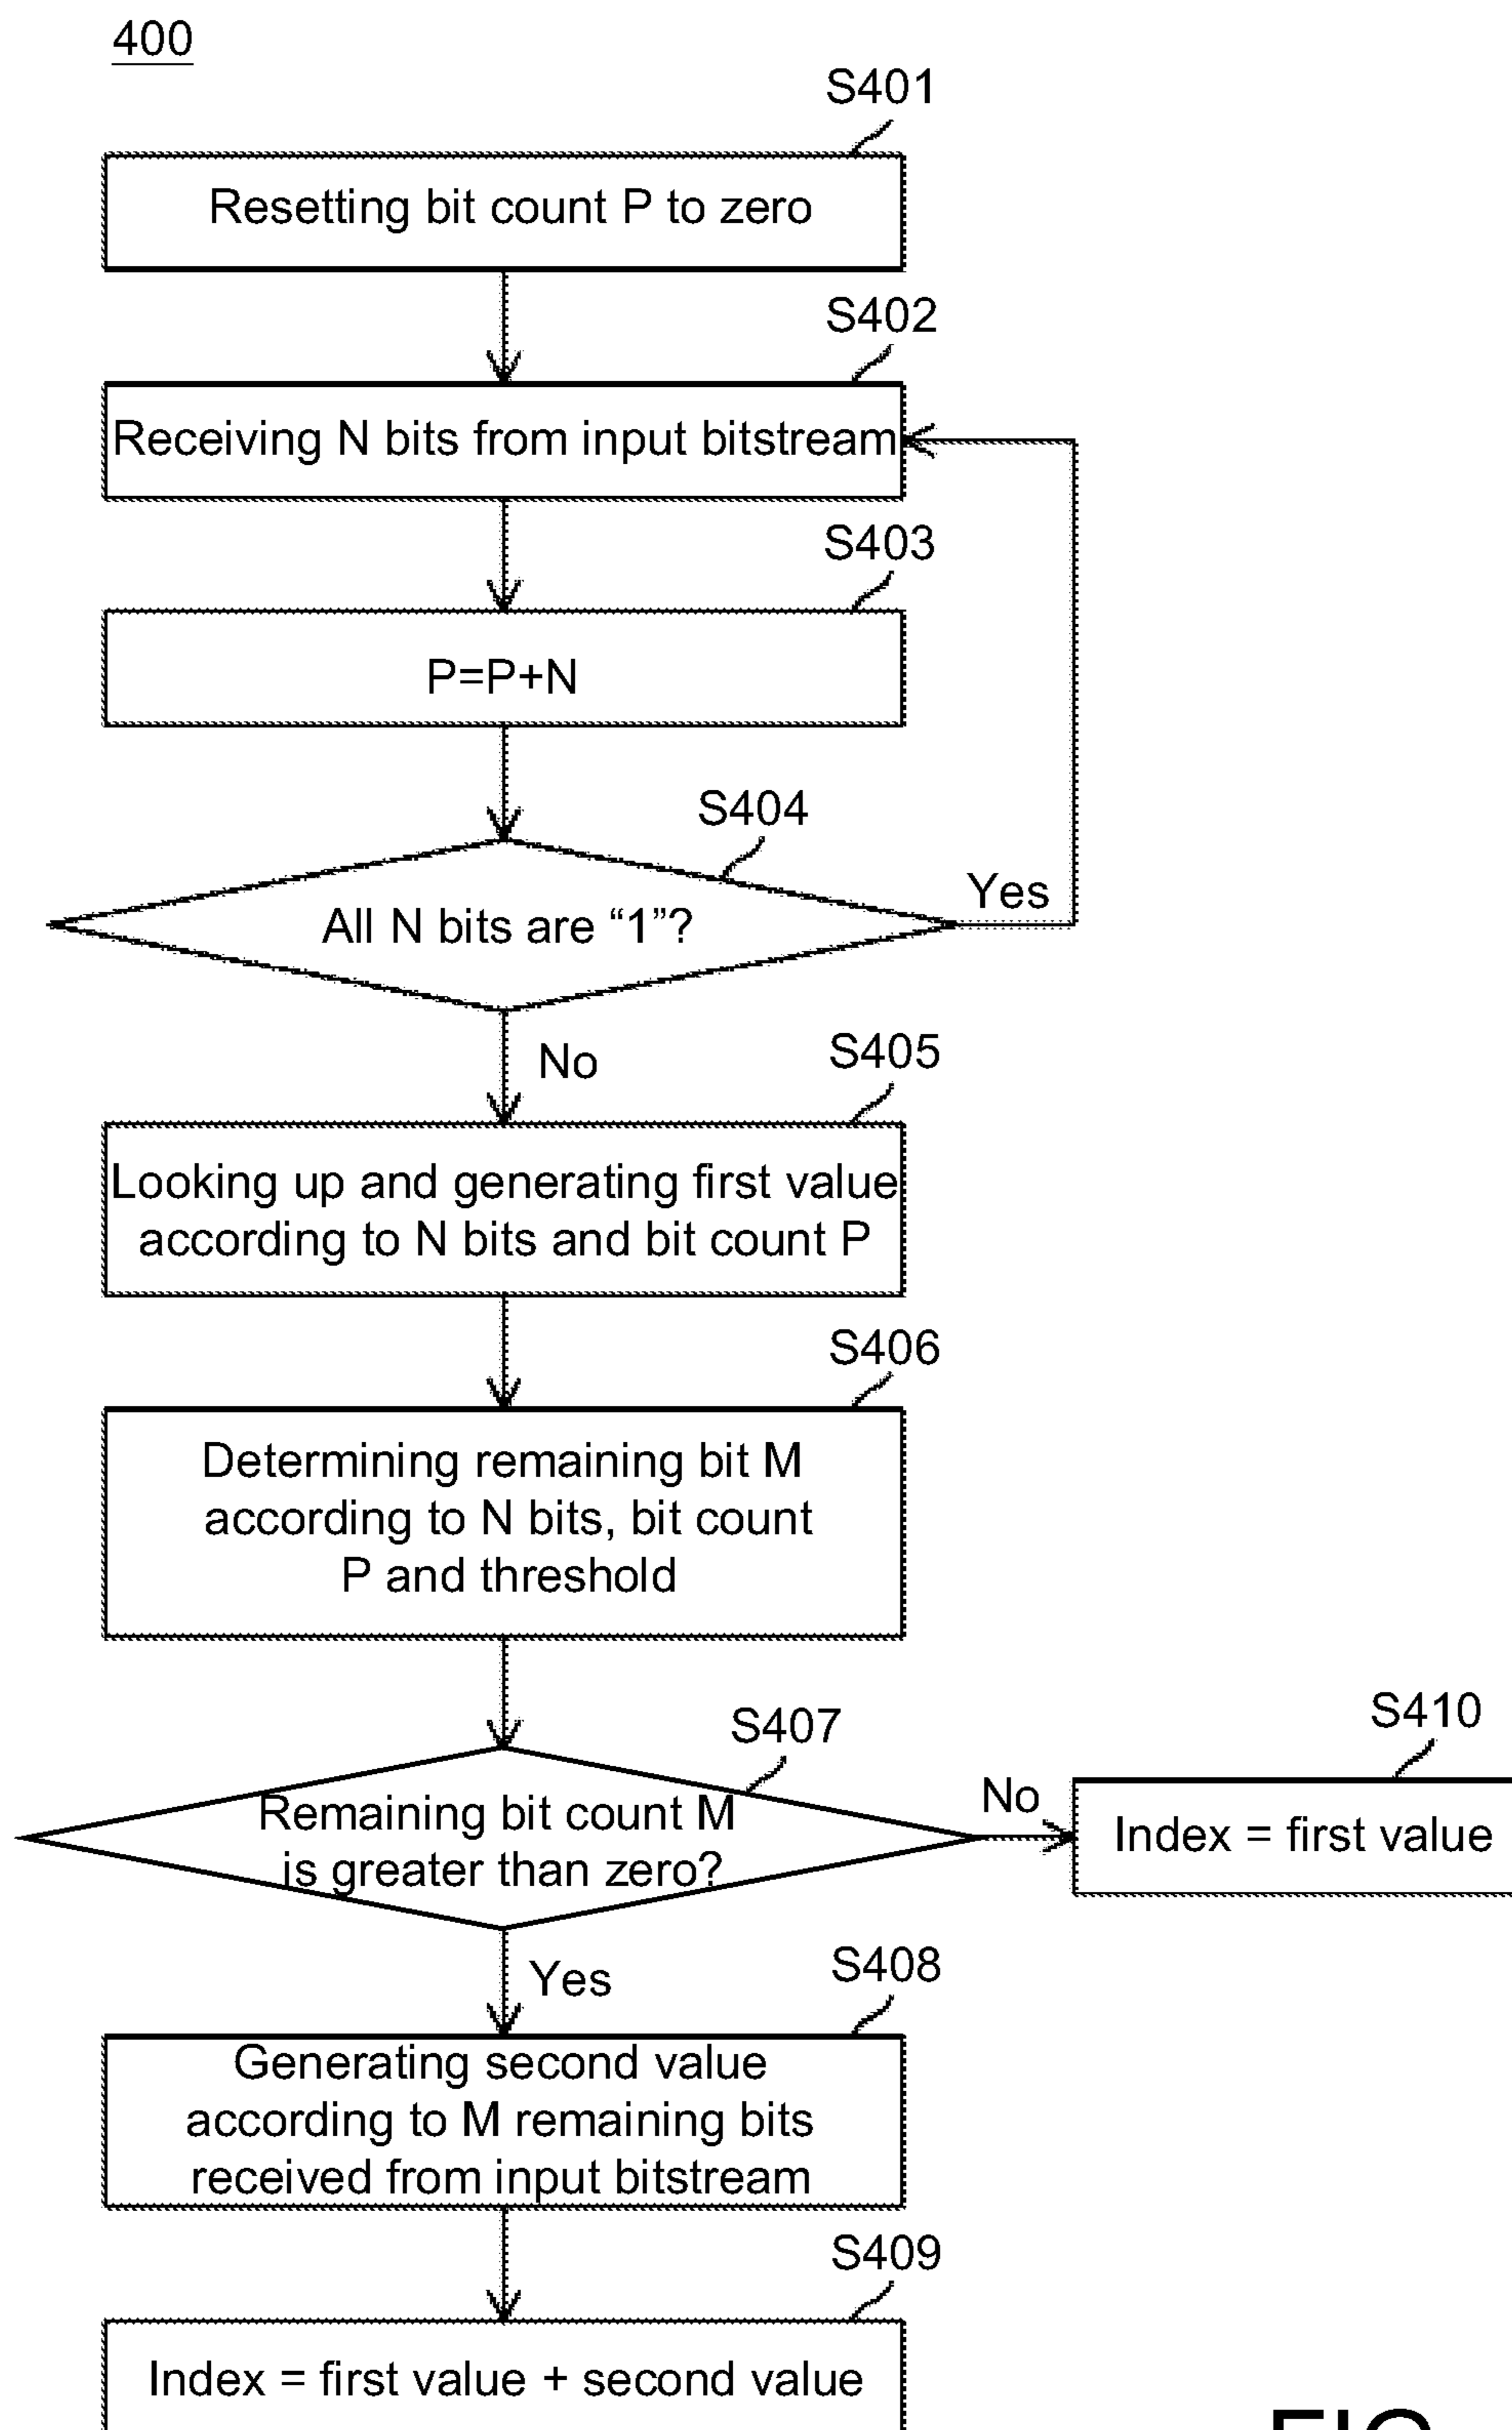 400
S401
Resetting bit count P to zero
S402
Receiving N bits from input bitstream
S403
P=P+N
S404
All N bits are “1”?
Yes
No
S405
Looking up and generating first value
according to N bits and bit count P
S406
Determining remaining bit M
according to N bits, bit count
P and threshold
S407
Remaining bit count M
is greater than zero?
No
S410
Index = first value
Yes
S408
Generating second value
according to M remaining bits
received from input bitstream
S409
Index = first value + second value
FIG